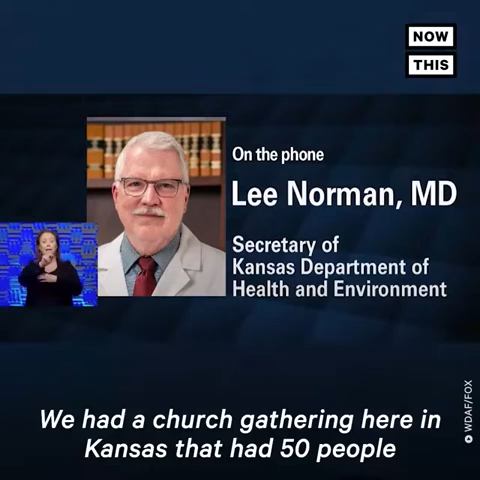 NOW
THIS
On the phone
Lee Norman, MD
Secretary of
Kansas Department of
Health and Environment
WDAF/FOX
We had a church gathering here in
Kansas that had 50 people